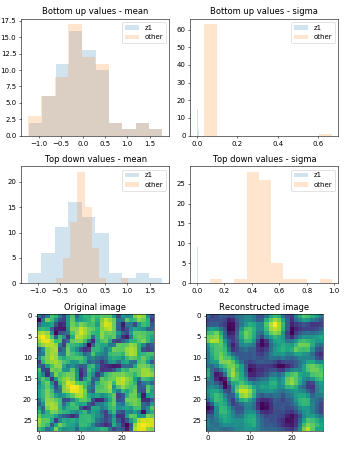 Bottom up values - mean
Bottom up values - sigma
17.5
15.0
12.5
10.0
7.5
5.0
2.5
0.0
z1
other
−1.0 −0.5 0.0 0.5 1.0 1.5
60
50
40
30
20
10
0
z1
other
0.0 0.2 0.4 0.6
Top down values - mean
Top down values - sigma
20
15
10
5
0
z1
other
−1.0 −0.5 0.0 0.5 1.0 1.5
25
20
15
10
5
0
z1
other
0.0 0.2 0.4 0.6 0.8 1.0
Original image
Reconstructed image
0
5
10
15
20
25
0 20
0
5
10
15
20
25
0 20